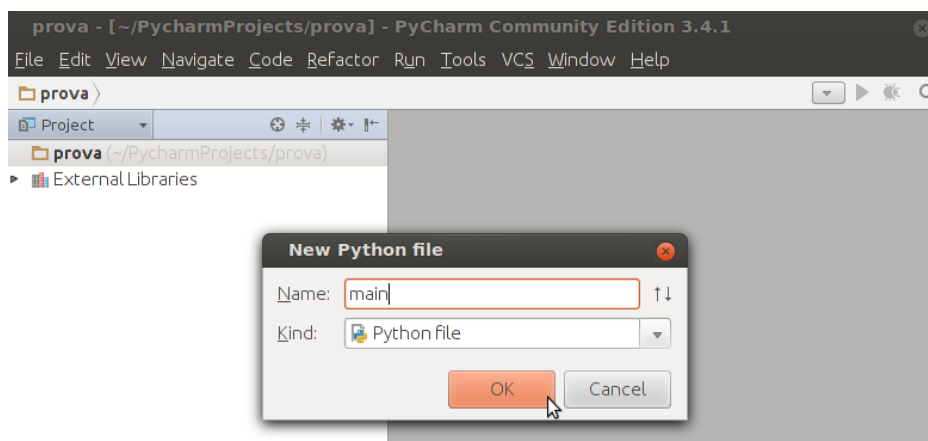 prova - [~/PycharmProjects/prova] - PyCharm Community Edition 3.4.1
File Edit View Navigate Code Refactor Run Tools VCS Window Help
prova
Project
prova (~/PycharmProjects/prova)
External Libraries
New Python file
Name: main
Kind: Python file
OK Cancel